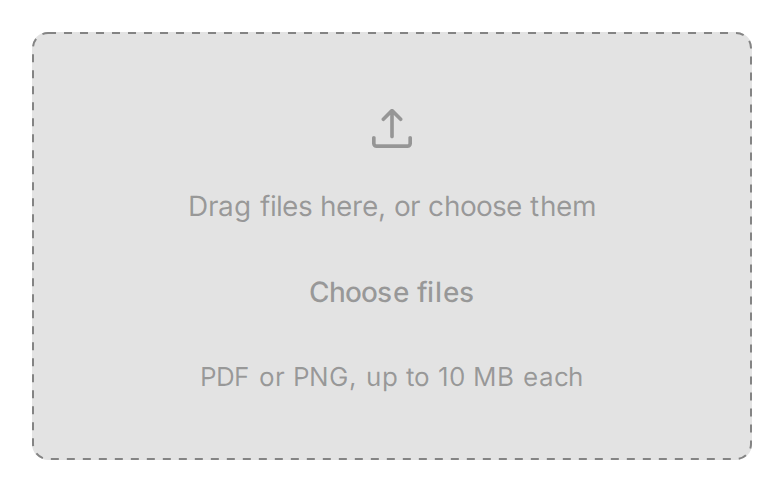 Drag files here, or choose them
Choose files
PDF or PNG, up to 10 MB each